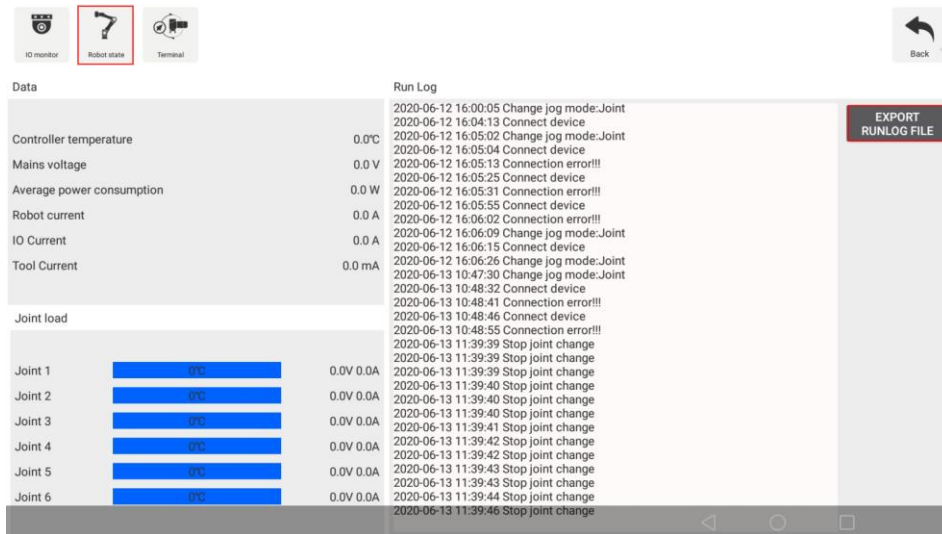 IO monitor
Robot state
Terminal
Back
Data
Controller temperature 0.0℃
Mains voltage 0.0 V
Average power consumption 0.0 W
Robot current 0.0 A
IO Current 0.0 A
Tool Current 0.0 mA
Joint load
Joint 1 0℃ 0.0V 0.0A
Joint 2 0℃ 0.0V 0.0A
Joint 3 0℃ 0.0V 0.0A
Joint 4 0℃ 0.0V 0.0A
Joint 5 0℃ 0.0V 0.0A
Joint 6 0℃ 0.0V 0.0A
Run Log
2020-06-12 16:00:05 Change jog mode:Joint
2020-06-12 16:04:13 Connect device
2020-06-12 16:05:02 Change jog mode:Joint
2020-06-12 16:05:04 Connect device
2020-06-12 16:05:13 Connection error!!!
2020-06-12 16:05:25 Connect device
2020-06-12 16:05:31 Connection error!!!
2020-06-12 16:05:55 Connect device
2020-06-12 16:06:02 Connection error!!!
2020-06-12 16:06:09 Change jog mode:Joint
2020-06-12 16:06:15 Connect device
2020-06-12 16:06:26 Change jog mode:Joint
2020-06-13 10:47:30 Change jog mode:Joint
2020-06-13 10:48:32 Connect device
2020-06-13 10:48:41 Connection error!!!
2020-06-13 10:48:46 Connect device
2020-06-13 10:48:55 Connection error!!!
2020-06-13 11:39:39 Stop joint change
2020-06-13 11:39:39 Stop joint change
2020-06-13 11:39:39 Stop joint change
2020-06-13 11:39:40 Stop joint change
2020-06-13 11:39:40 Stop joint change
2020-06-13 11:39:40 Stop joint change
2020-06-13 11:39:41 Stop joint change
2020-06-13 11:39:42 Stop joint change
2020-06-13 11:39:42 Stop joint change
2020-06-13 11:39:43 Stop joint change
2020-06-13 11:39:43 Stop joint change
2020-06-13 11:39:44 Stop joint change
2020-06-13 11:39:46 Stop joint change
EXPORT
RUNLOG FILE